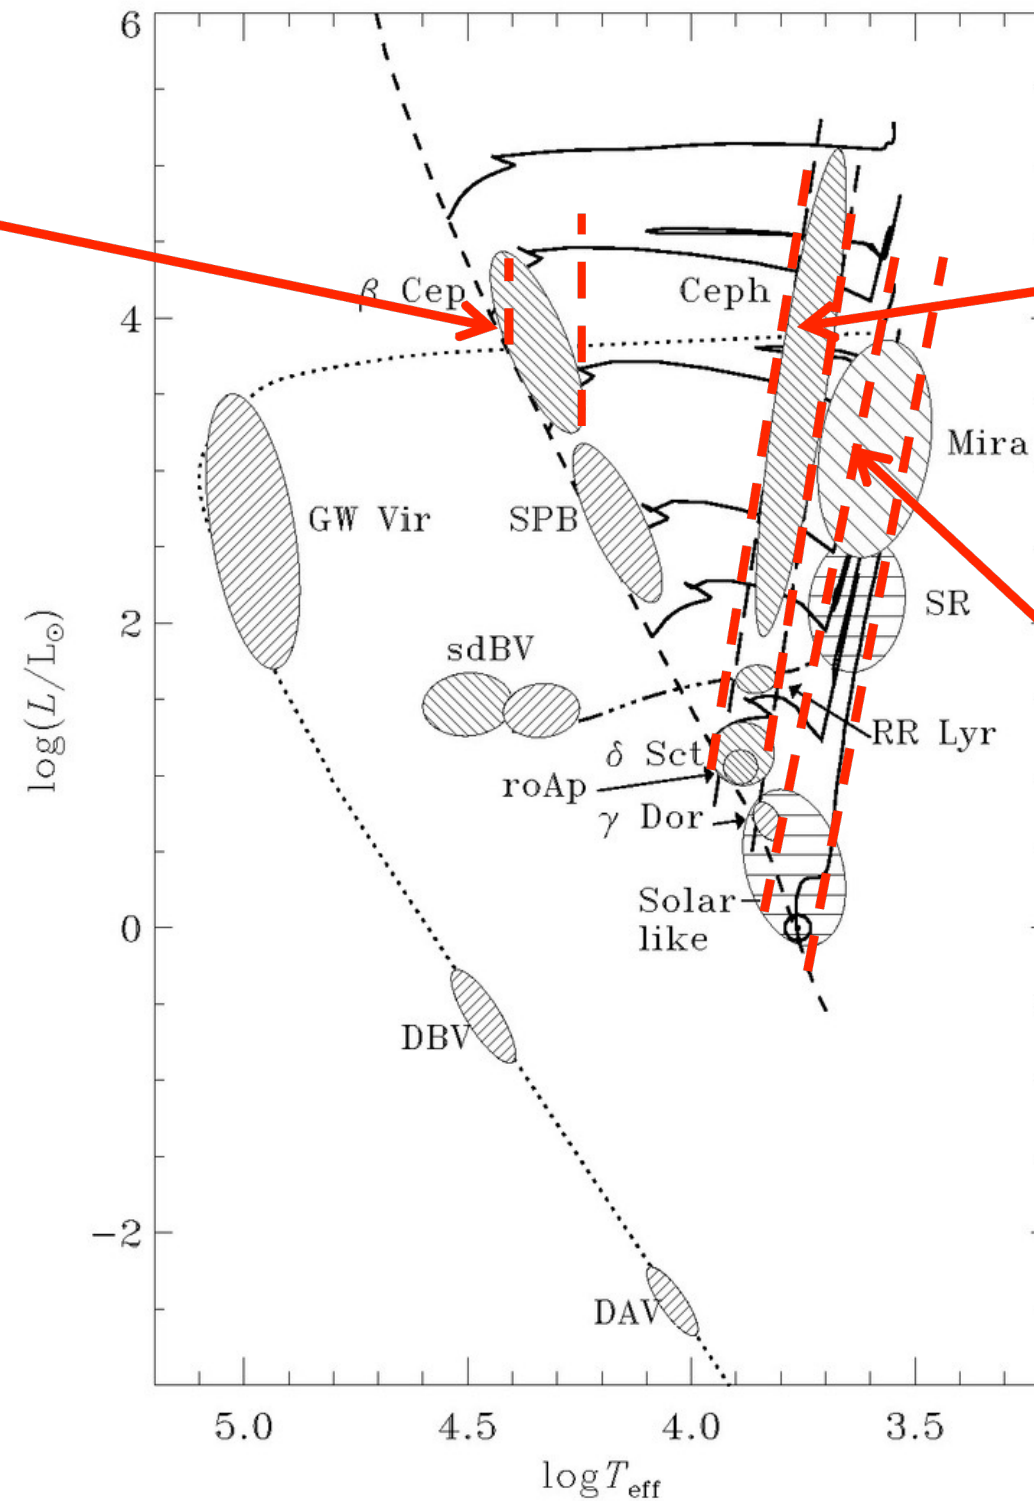 6
β Cep
Ceph
4
Mira
GW Vir
SPB
SR
2
sdBV
RR Lyr
δ Sct
roAp
γ Dor
Solar
like
0
DBV
−2
DAV
log(L/L☉)
5.0 4.5 4.0 3.5
log T_eff